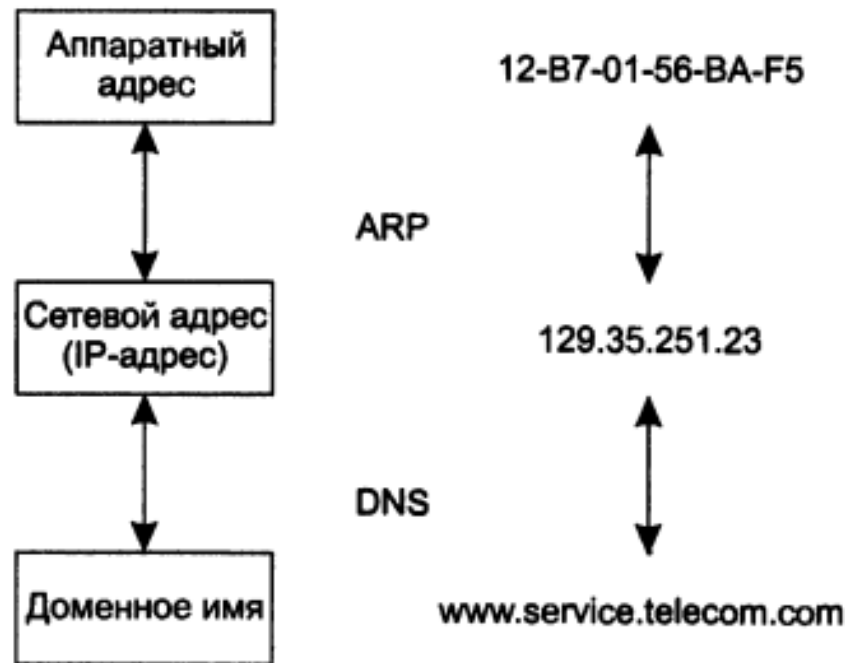 Аппаратный
адрес
12-B7-01-56-BA-F5
ARP
Сетевой адрес
(IP-адрес)
129.35.251.23
DNS
Доменное имя
www.service.telecom.com